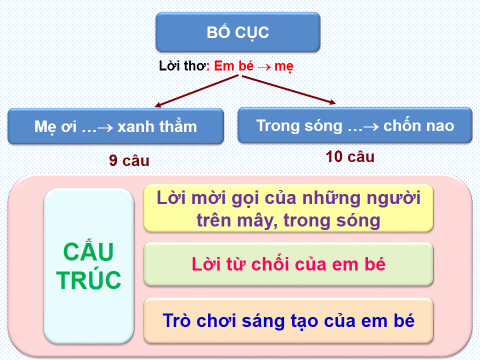 BỐ CỤC
Lời thơ: Em bé → mẹ
Mẹ ơi …→ xanh thẳm
Trong sóng …→ chốn nao
9 câu
10 câu
CẤU
TRÚC
Lời mời gọi của những người
trên mây, trong sóng
Lời từ chối của em bé
Trò chơi sáng tạo của em bé